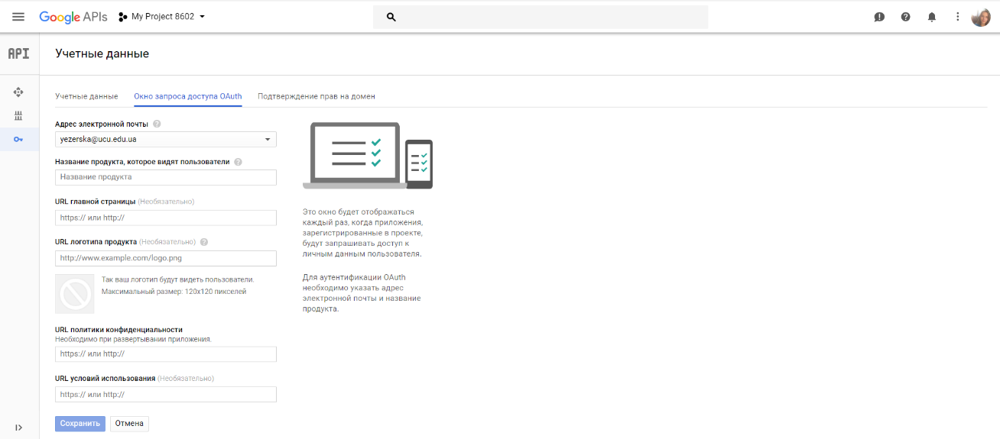 Google APIs
My Project 8602
API
Учетные данные
Учетные данные
Окно запроса доступа OAuth
Подтверждение прав на домен
Адрес электронной почты
yezerska@ucu.edu.ua
Название продукта, которое видят пользователи
Название продукта
URL главной страницы (Необязательно)
https:// или http://
URL логотипа продукта (Необязательно)
http://www.example.com/logo.png
Так ваш логотип будут видеть пользователи.
Максимальный размер: 120x120 пикселей
URL политики конфиденциальности
Необходимо при развертывании приложения.
https:// или http://
URL условий использования (Необязательно)
https:// или http://
Сохранить
Отмена
Это окно будет отображаться
каждый раз, когда приложения,
зарегистрированные в проекте,
будут запрашивать доступ к
личным данным пользователя.
Для аутентификации OAuth
необходимо указать адрес
электронной почты и название
продукта.